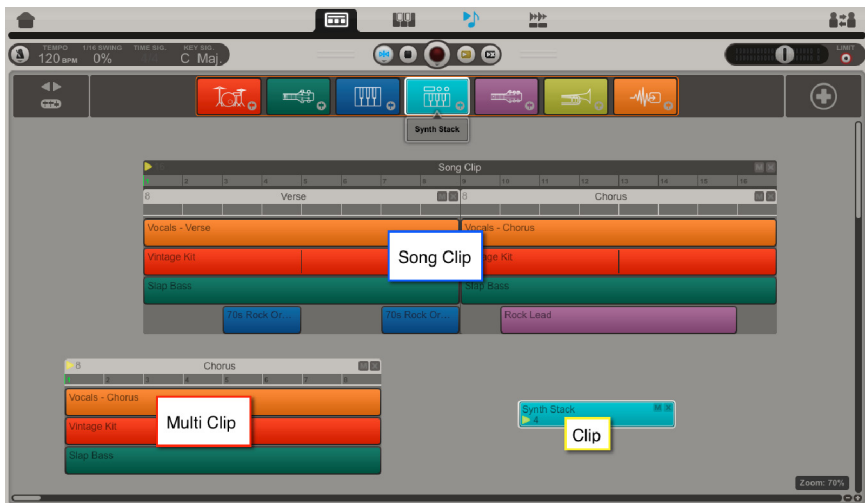 TEMPO 1/16 SWING TIME SIG. KEY SIG. LIMIT
120 BPM 0% C Maj.
Synth Stack
Song Clip M X
1 2 3 4 5 6 7 8 9 10 11 12 13 14 15 16
8 Verse M X 8 Chorus M X
Vocals - Verse Vocals - Chorus
Song Clip
Vintage Kit
Slap Bass Slap Bass
70s Rock Or... 70s Rock Or... Rock Lead
8 Chorus M X
1 2 3 4 5 6 7 8
Vocals - Chorus
Synth Stack M X
4
Multi Clip
Vintage Kit
Clip
Slap Bass
Zoom: 70%